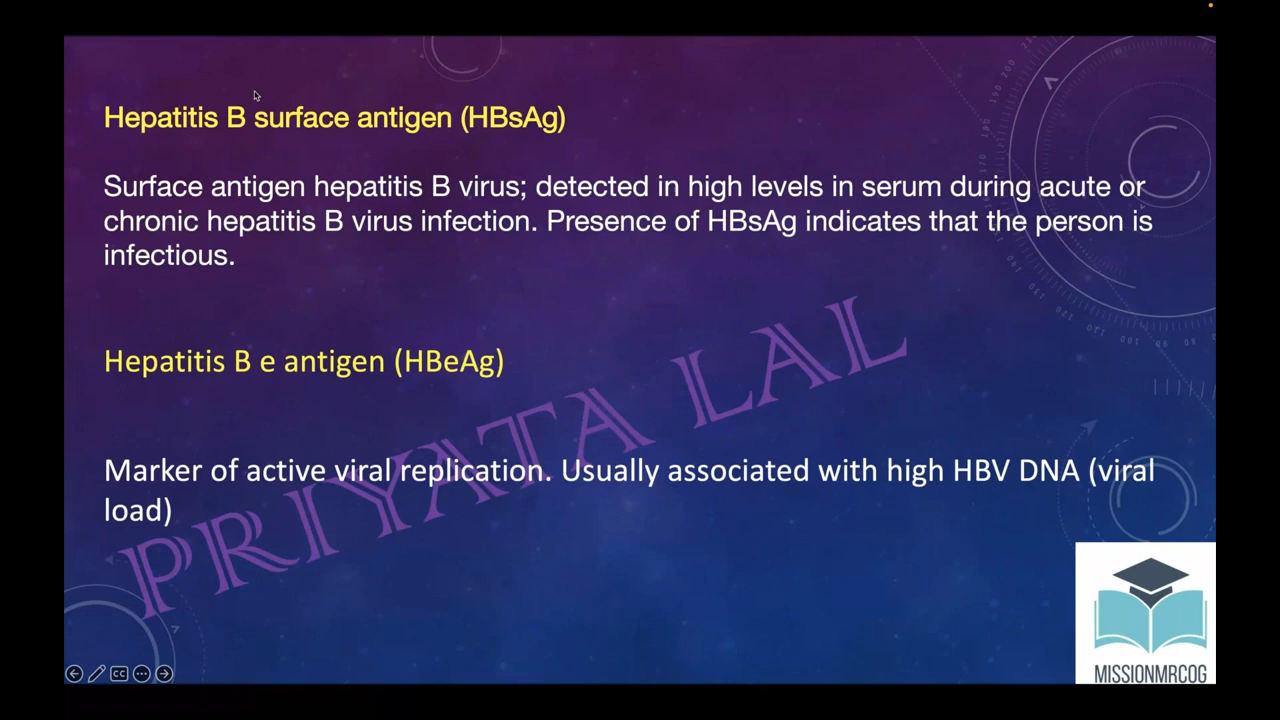 Hepatitis B surface antigen (HBsAg)
Surface antigen hepatitis B virus; detected in high levels in serum during acute or
chronic hepatitis B virus infection. Presence of HBsAg indicates that the person is
infectious.
Hepatitis B e antigen (HBeAg)
Marker of active viral replication. Usually associated with high HBV DNA (viral
load)
PRIYATA LAL
CC
MISSIONMRCOG